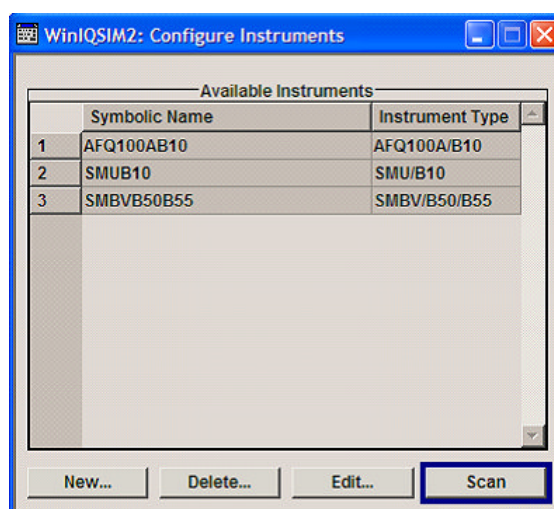 WinIQSIM2: Configure Instruments
Available Instruments
Symbolic Name Instrument Type
1 AFQ100AB10 AFQ100A/B10
2 SMUB10 SMU/B10
3 SMBVB50B55 SMBV/B50/B55
New... Delete... Edit... Scan